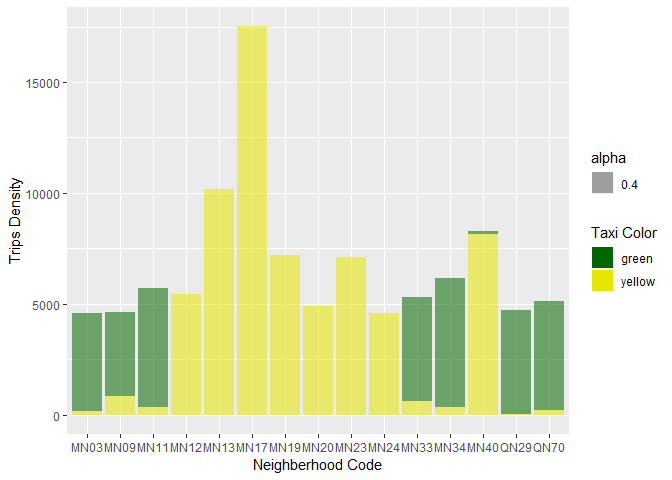 15000
10000
5000
0
Trips Density
MN03 MN09 MN11 MN12 MN13 MN17 MN19 MN20 MN23 MN24 MN33 MN34 MN40 QN29 QN70
Neighberhood Code
alpha
0.4
Taxi Color
green
yellow